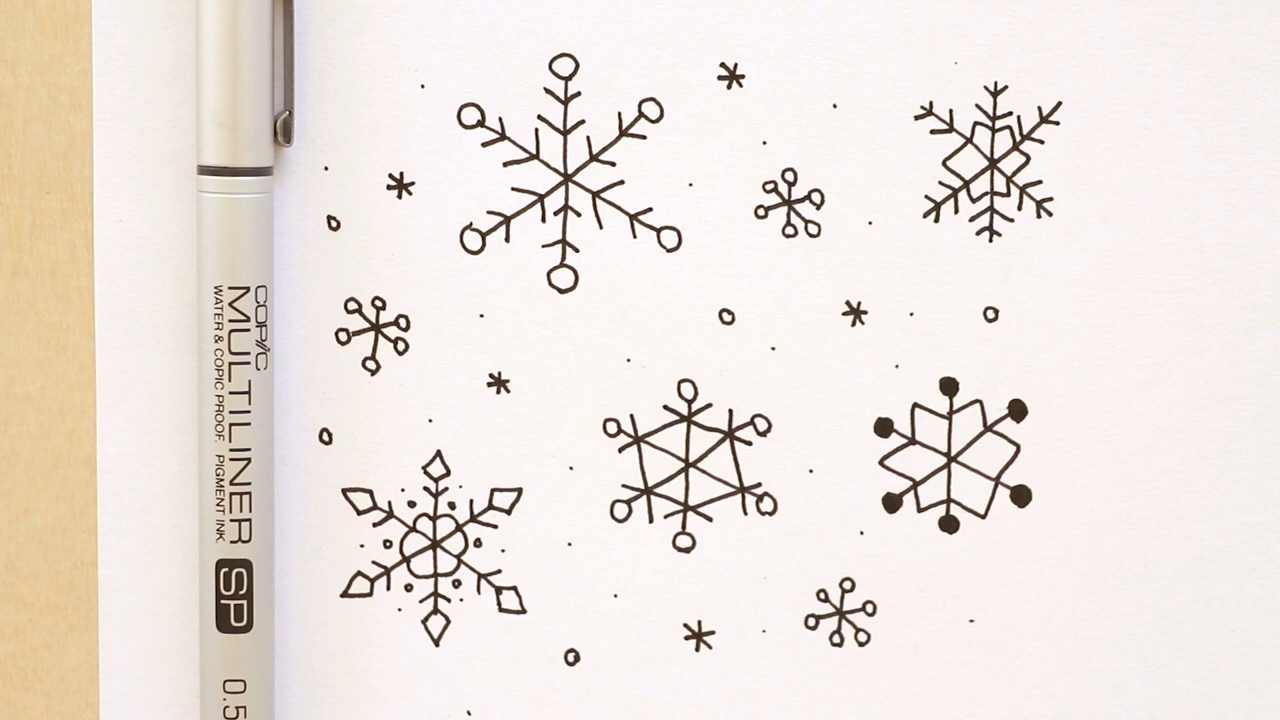 COPIC
MULTILINER
WATER & COPIC PROOF. PIGMENT INK.
SP
0.5